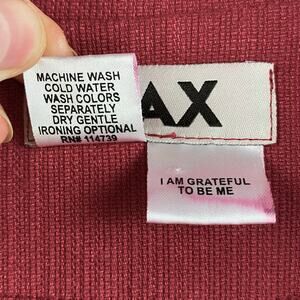 MACHINE WASH
COLD WATER
WASH COLORS
SEPARATELY
DRY GENTLE
IRONING OPTIONAL
RN# 114739
AX
I AM GRATEFUL
TO BE ME